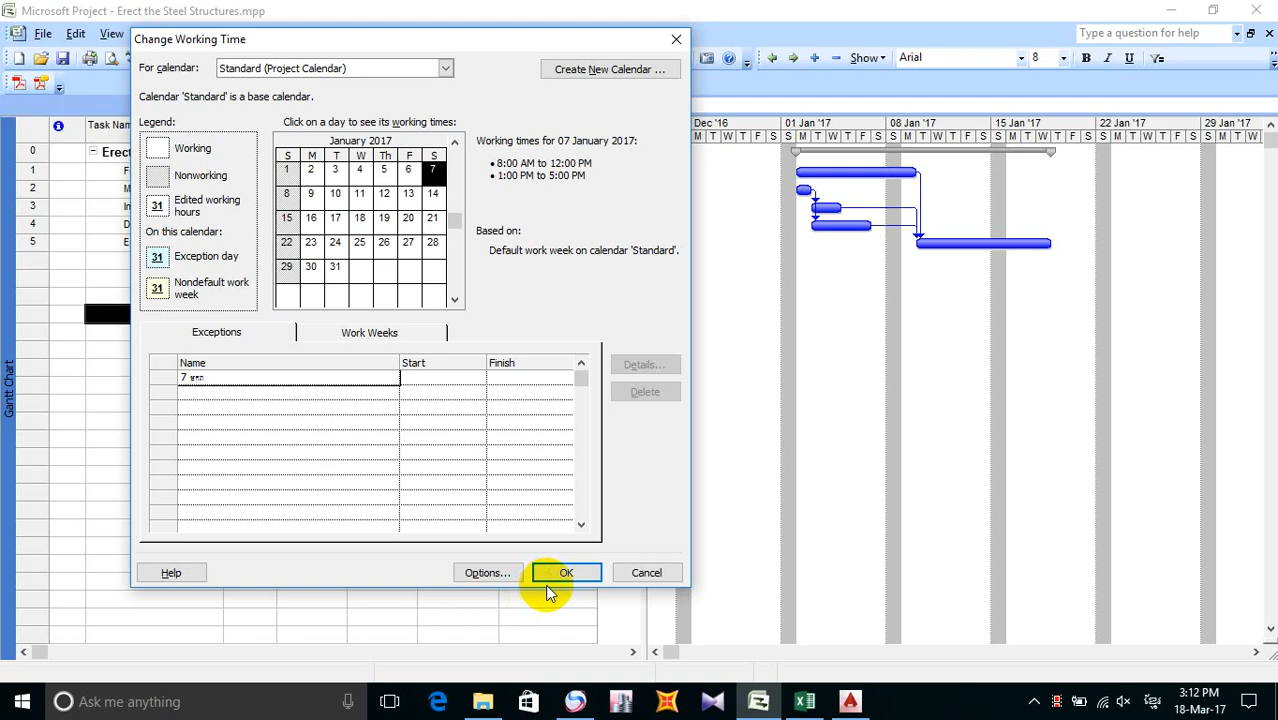 Microsoft Project - Erect the Steel Structures.mpp
File Edit View
Type a question for help
Show
Arial
8
B I U
Change Working Time
For calendar: Standard (Project Calendar)
Create New Calendar ...
Calendar 'Standard' is a base calendar.
Legend:
Working
Nonworking
31 Edited working hours
On this calendar:
31 Exception day
31 Nondefault work week
Click on a day to see its working times:
January 2017
S M T W Th F S
1 2 3 4 5 6 7
8 9 10 11 12 13 14
15 16 17 18 19 20 21
22 23 24 25 26 27 28
29 30 31
Working times for 07 January 2017:
• 8:00 AM to 12:00 PM
• 1:00 PM to 5:00 PM
Based on:
Default work week on calendar 'Standard'.
Exceptions
Work Weeks
Name Start Finish
7
Details...
Delete
Help
Options...
OK
Cancel
Task Nam
0 Erect
1 F
2 M
3 In
4 D
5 E
Gantt Chart
Dec '16 01 Jan '17 08 Jan '17 15 Jan '17 22 Jan '17 29 Jan '17
M T W T F S S M T W T F S S M T W T F S S M T W T F S S M T W T F S S M T W
Ask me anything
3:12 PM
18-Mar-17